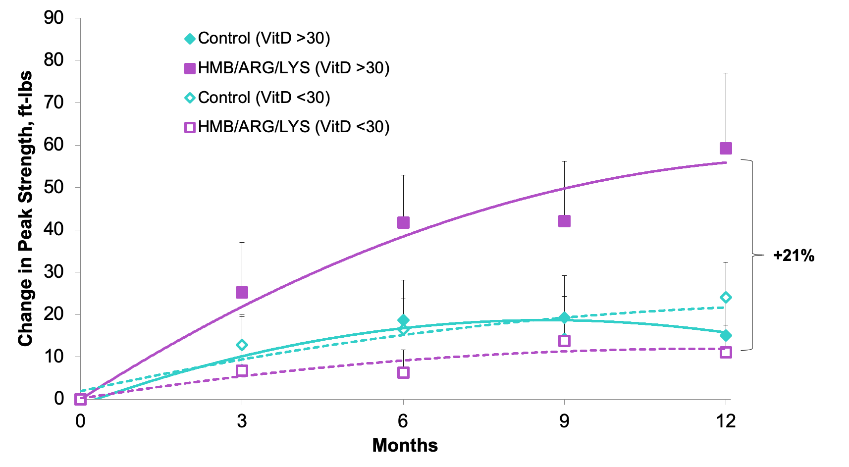 90
80
70
60
50
40
30
20
10
0
Change in Peak Strength, ft-lbs
Control (VitD >30)
HMB/ARG/LYS (VitD >30)
Control (VitD <30)
HMB/ARG/LYS (VitD <30)
+21%
0 3 6 9 12
Months